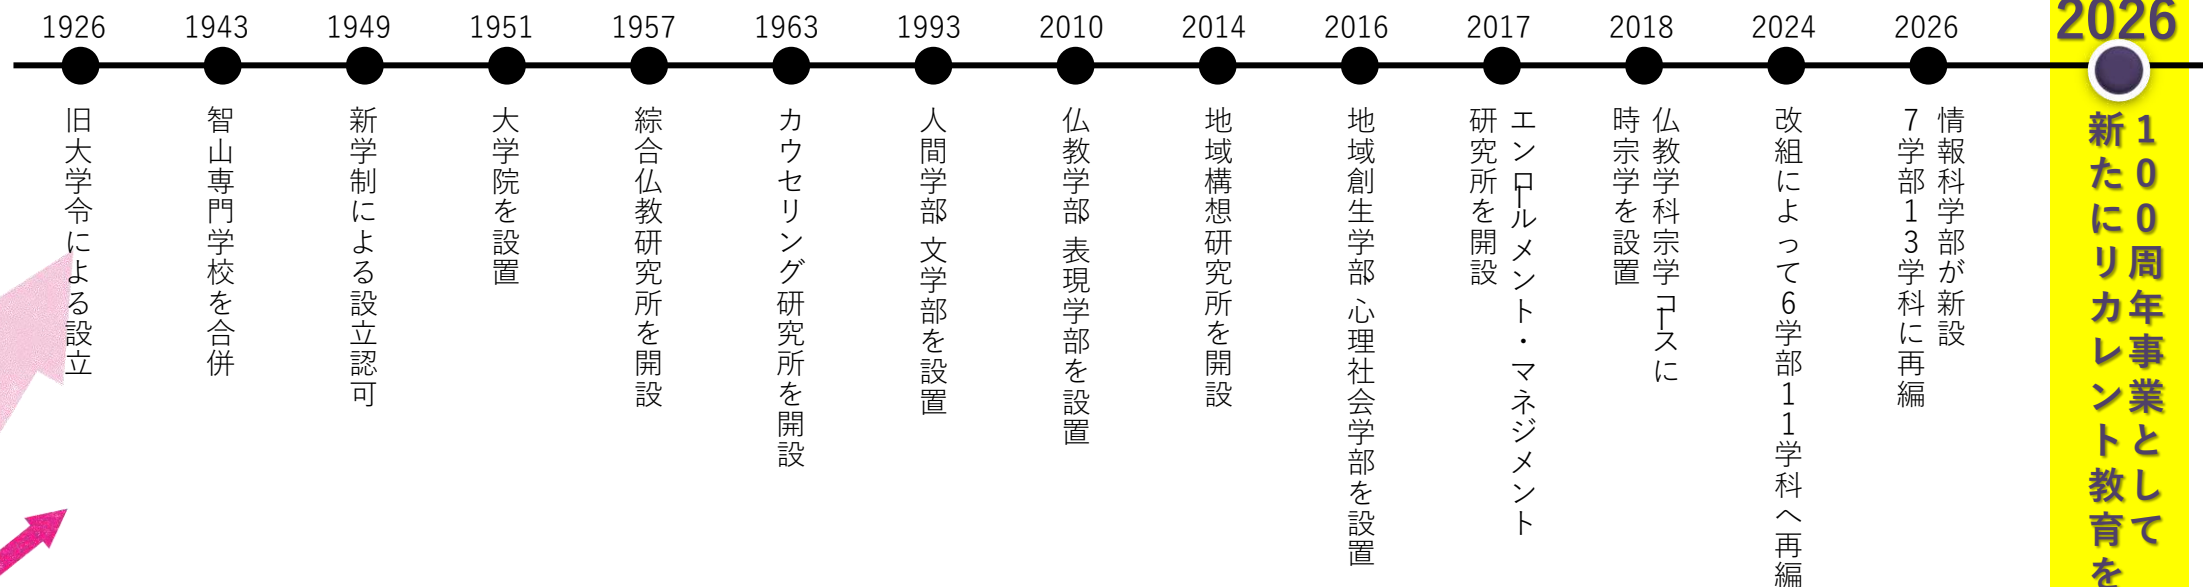 1926
旧大学令による設立
1943
智山専門学校を合併
1949
新学制による設立認可
1951
大学院を設置
1957
綜合仏教研究所を開設
1963
カウセリング研究所を開設
1993
人間学部、文学部を設置
2010
仏教学部、表現学部を設置
2014
地域構想研究所を開設
2016
地域創生学部、心理社会学部を設置
2017
エンロールメント・マネジメント
研究所を開設
2018
仏教学科宗学コースに
時宗学を設置
2024
改組によって6学部11学科へ再編
2026
情報科学部が新設
7学部13学科に再編
2026
100周年事業として
新たにリカレント教育を